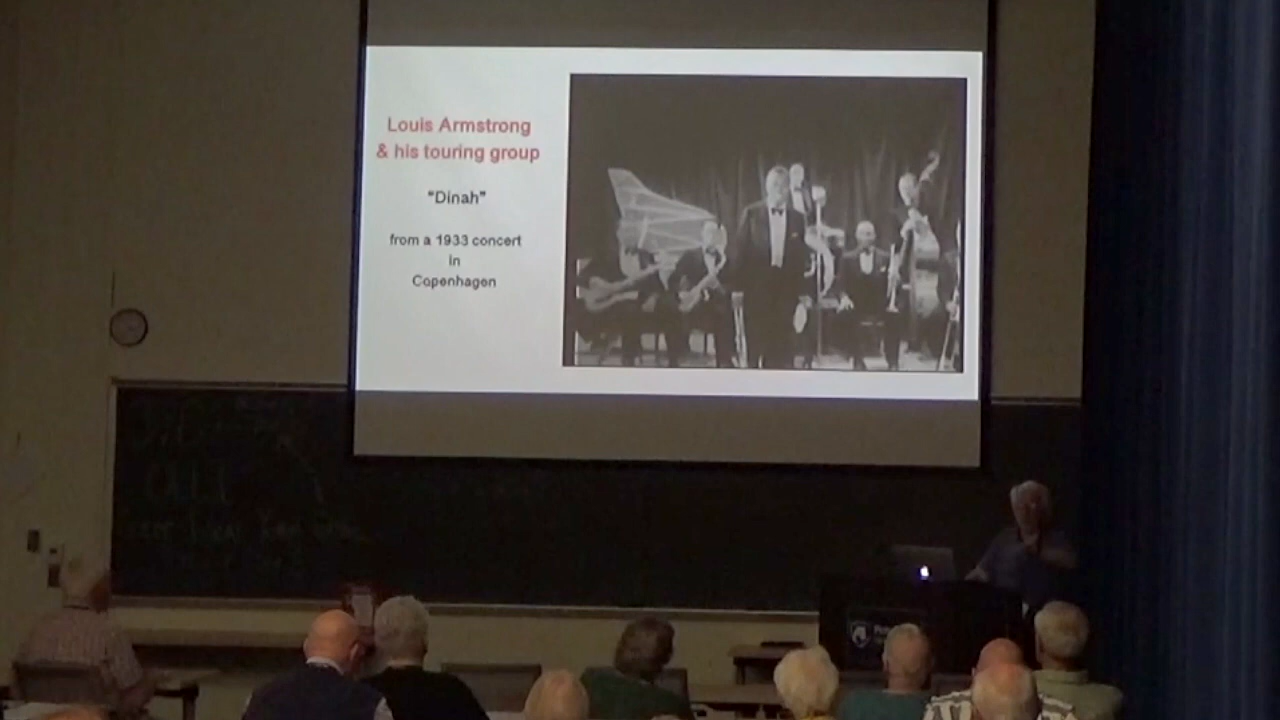 Louis Armstrong
& his touring group
"Dinah"
from a 1933 concert
in
Copenhagen